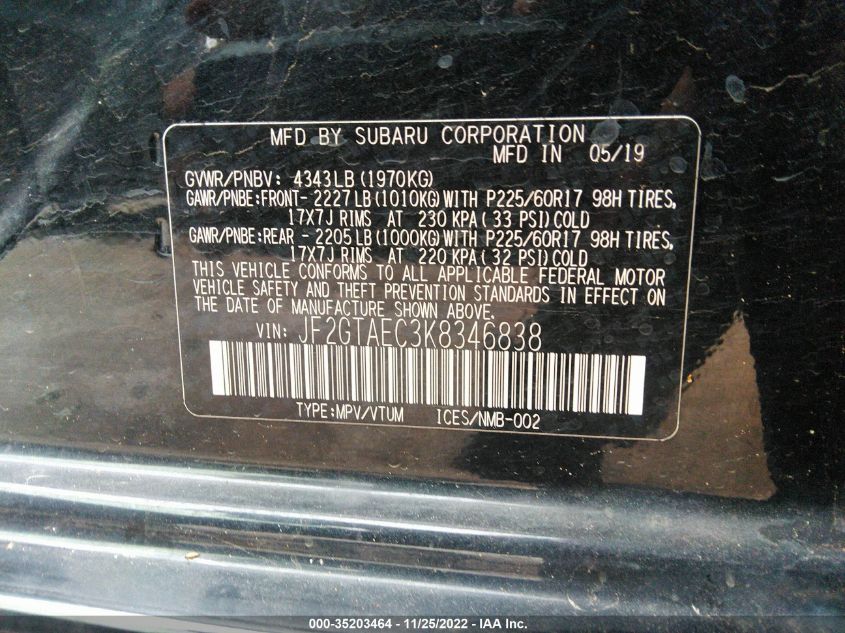 MFD BY SUBARU CORPORATION
MFD IN 05/19
GVWR/PNBV: 4343LB (1970KG)
GAWR/PNBE:FRONT- 2227LB(1010KG)WITH P225/60R17 98H TIRES,
17X7J RIMS AT 230 KPA( 33 PSI)COLD
GAWR/PNBE:REAR - 2205LB(1000KG)WITH P225/60R17 98H TIRES,
17X7J RIMS AT 220 KPA( 32 PSI)COLD
THIS VEHICLE CONFORMS TO ALL APPLICABLE FEDERAL MOTOR
VEHICLE SAFETY AND THEFT PREVENTION STANDARDS IN EFFECT ON
THE DATE OF MANUFACTURE SHOWN ABOVE.
VIN: JF2GTAEC3K8346838
TYPE:MPV/VTUM ICES/NMB-002
000-35203464 - 11/25/2022 - IAA Inc.